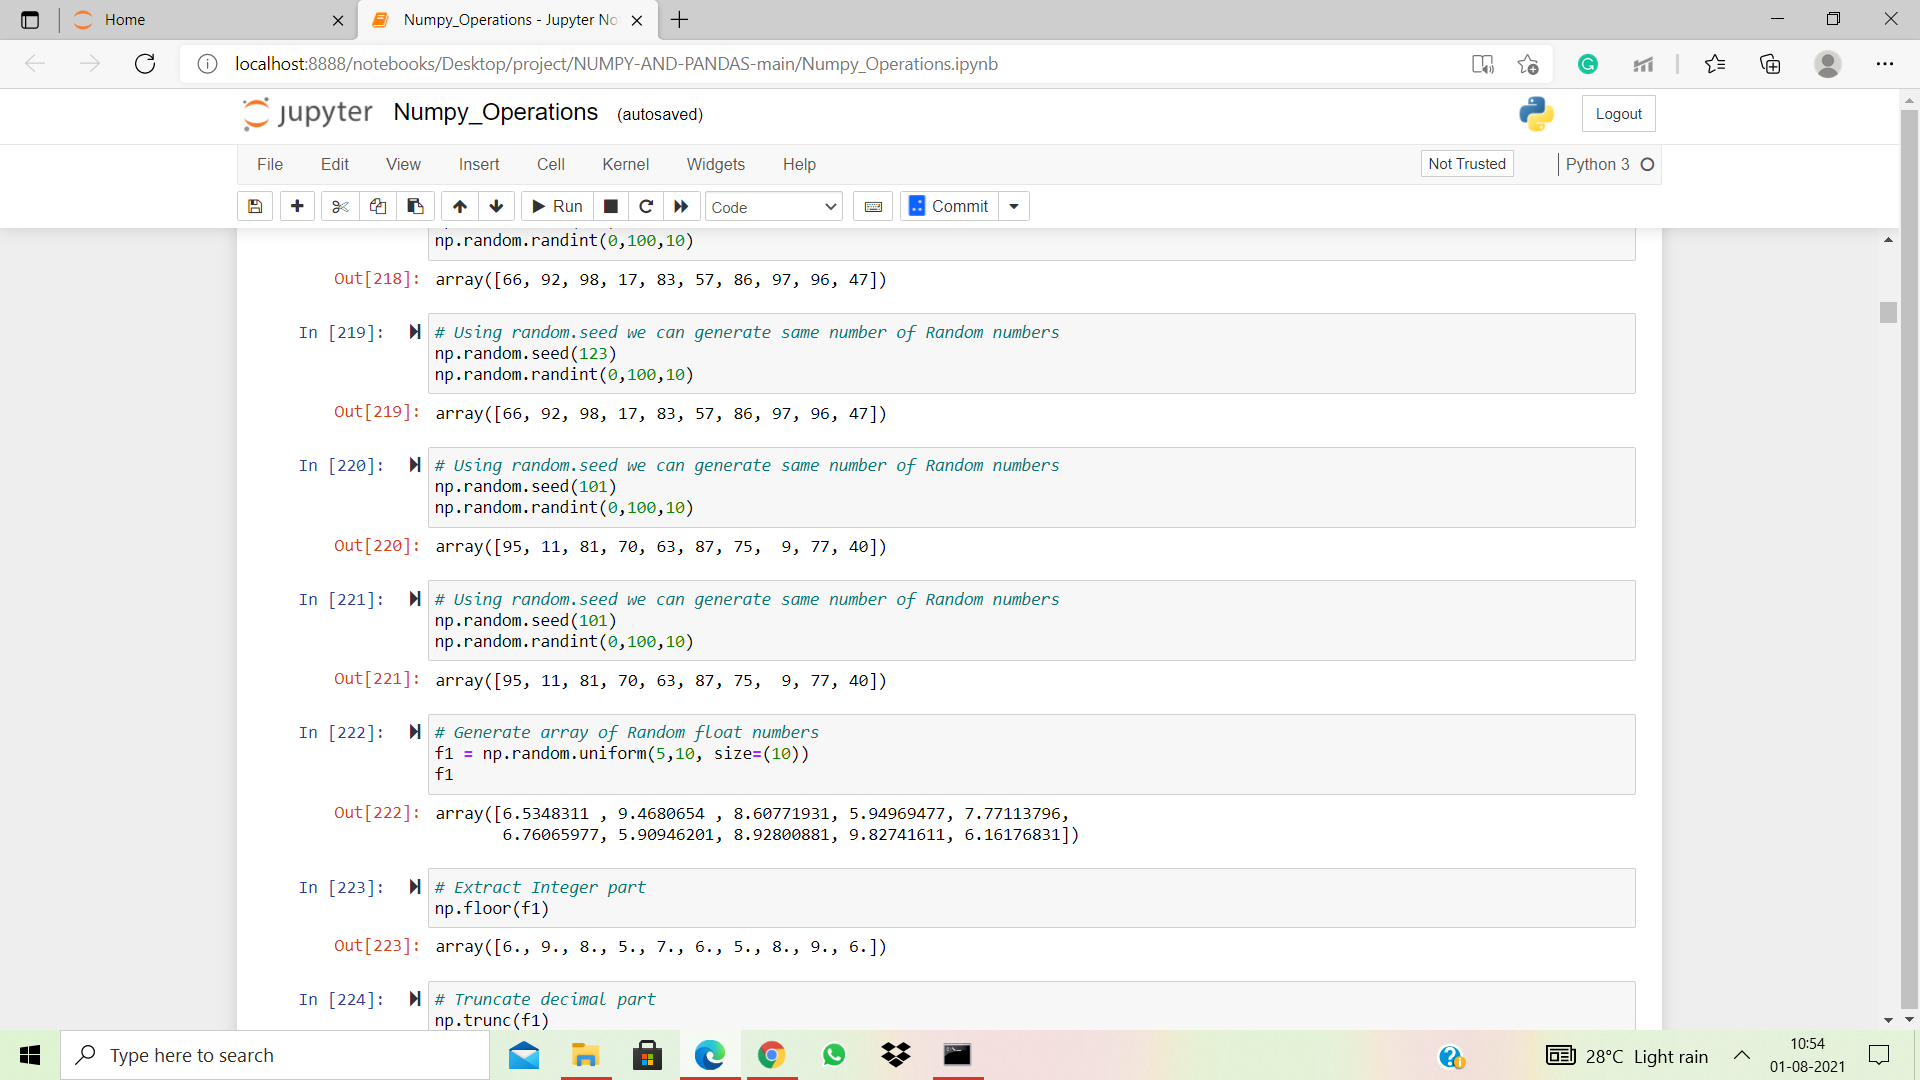 Home
Numpy_Operations - Jupyter No
localhost:8888/notebooks/Desktop/project/NUMPY-AND-PANDAS-main/Numpy_Operations.ipynb
jupyter Numpy_Operations (autosaved)
Logout
File Edit View Insert Cell Kernel Widgets Help
Not Trusted
Python 3
Run
Code
Commit
np.random.randint(0,100,10)
Out[218]: array([66, 92, 98, 17, 83, 57, 86, 97, 96, 47])
In [219]: # Using random.seed we can generate same number of Random numbers
np.random.seed(123)
np.random.randint(0,100,10)
Out[219]: array([66, 92, 98, 17, 83, 57, 86, 97, 96, 47])
In [220]: # Using random.seed we can generate same number of Random numbers
np.random.seed(101)
np.random.randint(0,100,10)
Out[220]: array([95, 11, 81, 70, 63, 87, 75,  9, 77, 40])
In [221]: # Using random.seed we can generate same number of Random numbers
np.random.seed(101)
np.random.randint(0,100,10)
Out[221]: array([95, 11, 81, 70, 63, 87, 75,  9, 77, 40])
In [222]: # Generate array of Random float numbers
f1 = np.random.uniform(5,10, size=(10))
f1
Out[222]: array([6.5348311 , 9.4680654 , 8.60771931, 5.94969477, 7.77113796,
6.76065977, 5.90946201, 8.92800881, 9.82741611, 6.16176831])
In [223]: # Extract Integer part
np.floor(f1)
Out[223]: array([6., 9., 8., 5., 7., 6., 5., 8., 9., 6.])
In [224]: # Truncate decimal part
np.trunc(f1)
Type here to search
28°C Light rain
10:54
01-08-2021